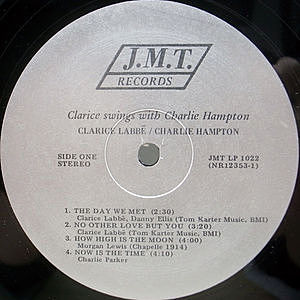 J.M.T.
RECORDS
Clarice swings with Charlie Hampton
CLARICE LABBÉ / CHARLIE HAMPTON
SIDE ONE
STEREO
JMT LP 1022
(NR12353-1)
1. THE DAY WE MET (2:30)
Clarice Labbè, Danny Ellis (Tom Karter Music, BMI)
2. NO OTHER LOVE BUT YOU (3:20)
Clarice Labbè (Tom Karter Music, BMI)
3. HOW HIGH IS THE MOON (4:00)
Morgan Lewis (Chapelle 1914)
4. NOW IS THE TIME (4:10)
Charlie Parker